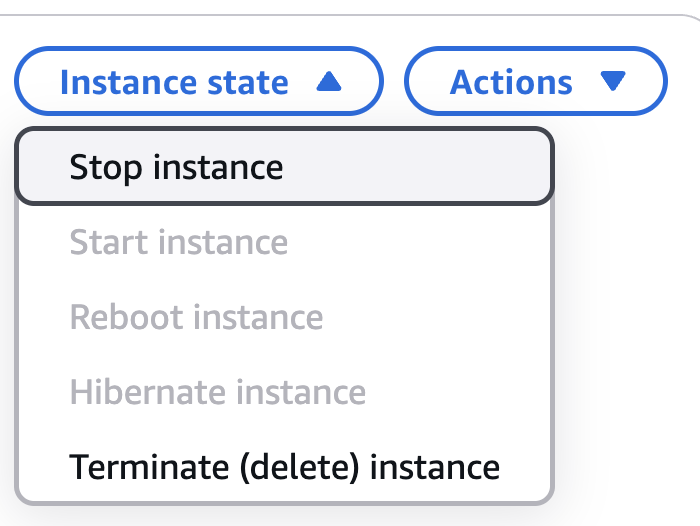 Instance state Actions
Stop instance
Start instance
Reboot instance
Hibernate instance
Terminate (delete) instance